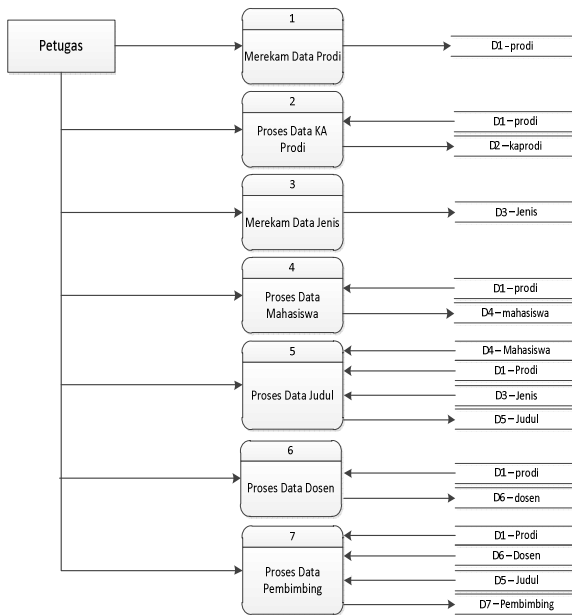 Petugas
1
Merekam Data Prodi
D1-prodi
2
Proses Data KA
Prodi
D1-prodi
D2-kaprodi
3
Merekam Data Jenis
D3-Jenis
4
Proses Data
Mahasiswa
D1-prodi
D4-mahasiswa
5
Proses Data Judul
D4-Mahasiswa
D1-Prodi
D3-Jenis
D5-Judul
6
Proses Data Dosen
D1-prodi
D6-dosen
7
Proses Data
Pembimbing
D1-Prodi
D6-Dosen
D5-Judul
D7-Pembimbing